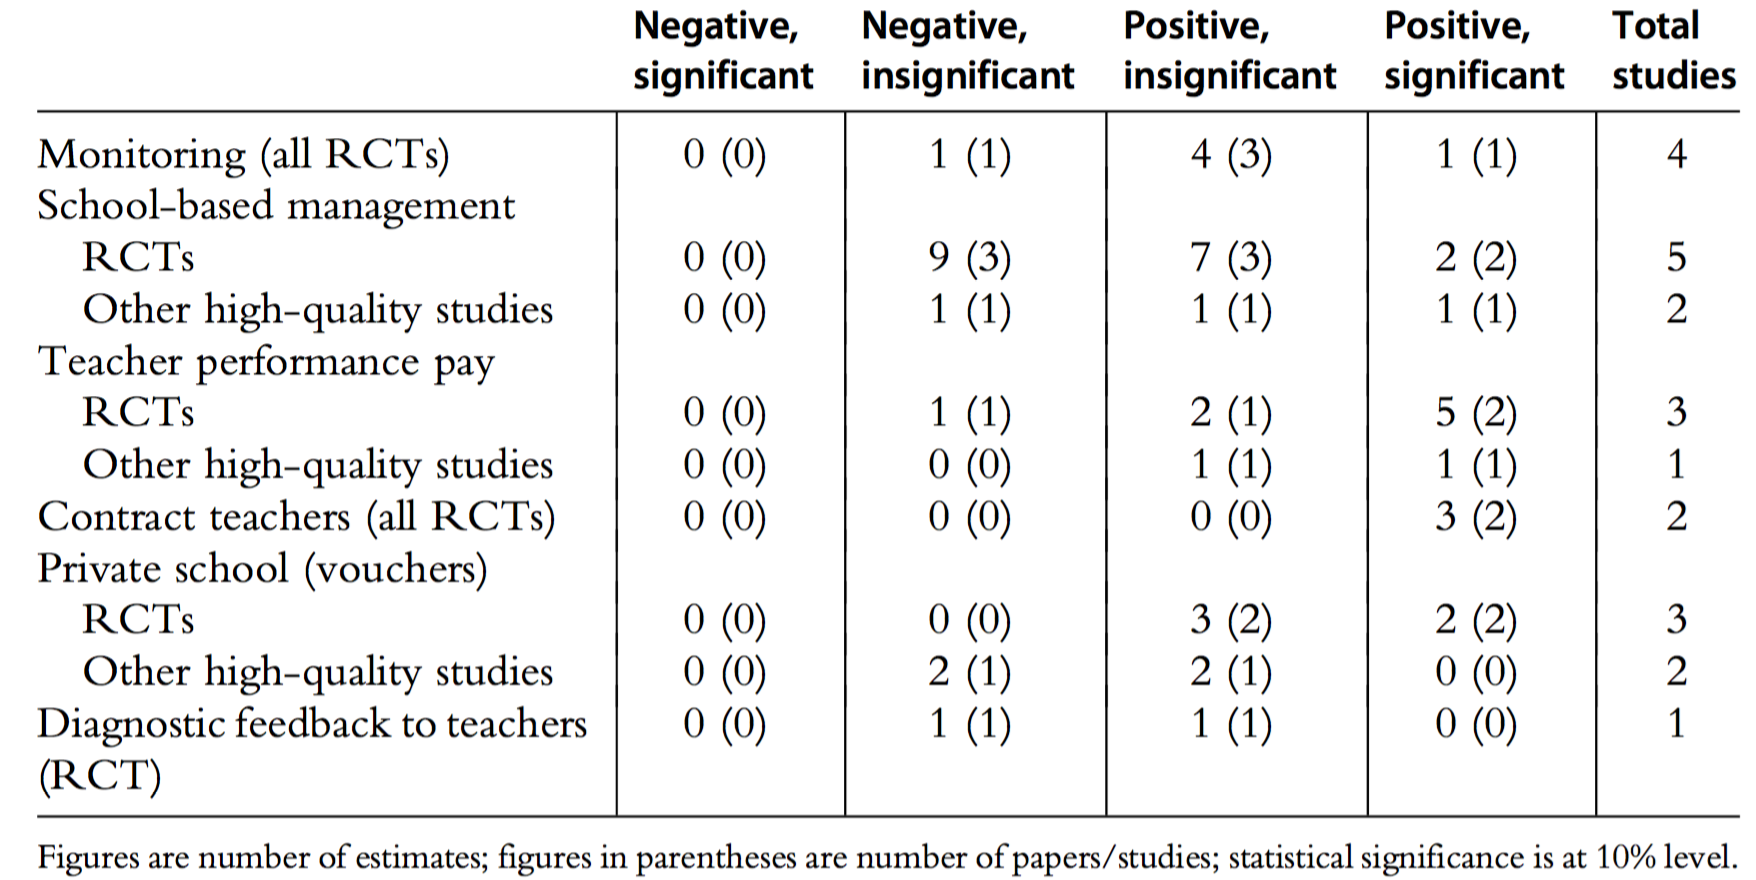 Negative, significant Negative, insignificant Positive, insignificant Positive, significant Total studies
Monitoring (all RCTs) 0 (0) 1 (1) 4 (3) 1 (1) 4
School-based management
RCTs 0 (0) 9 (3) 7 (3) 2 (2) 5
Other high-quality studies 0 (0) 1 (1) 1 (1) 1 (1) 2
Teacher performance pay
RCTs 0 (0) 1 (1) 2 (1) 5 (2) 3
Other high-quality studies 0 (0) 0 (0) 1 (1) 1 (1) 1
Contract teachers (all RCTs) 0 (0) 0 (0) 0 (0) 3 (2) 2
Private school (vouchers)
RCTs 0 (0) 0 (0) 3 (2) 2 (2) 3
Other high-quality studies 0 (0) 2 (1) 2 (1) 0 (0) 2
Diagnostic feedback to teachers 0 (0) 1 (1) 1 (1) 0 (0) 1
(RCT)
Figures are number of estimates; figures in parentheses are number of papers/studies; statistical significance is at 10% level.